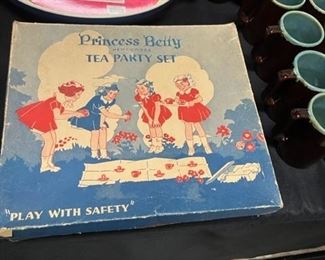 Princess Betty
TEA PARTY SET
"PLAY WITH SAFETY"